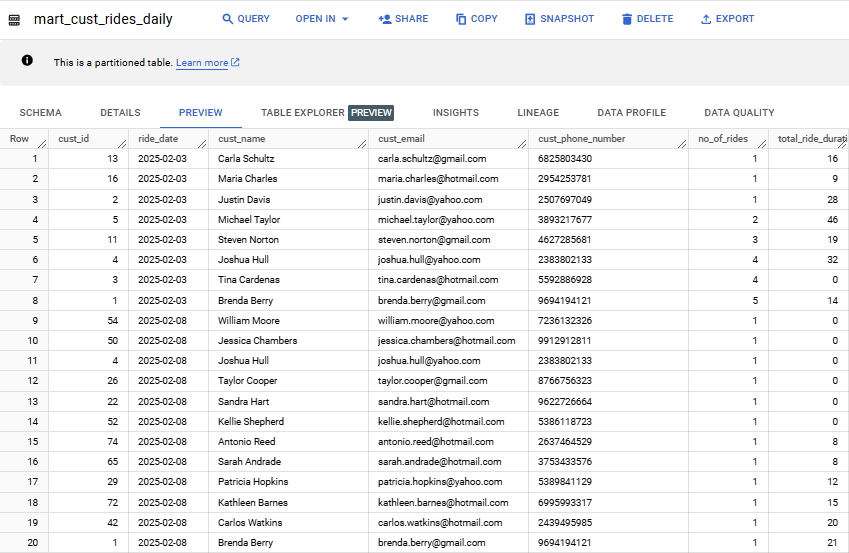 mart_cust_rides_daily QUERY OPEN IN SHARE COPY SNAPSHOT DELETE EXPORT
This is a partitioned table. Learn more
SCHEMA DETAILS PREVIEW TABLE EXPLORER PREVIEW INSIGHTS LINEAGE DATA PROFILE DATA QUALITY
Row cust_id ride_date cust_name cust_email cust_phone_number no_of_rides total_ride_durati
1 13 2025-02-03 Carla Schultz carla.schultz@gmail.com 6825803430 1 16
2 16 2025-02-03 Maria Charles maria.charles@hotmail.com 2954253781 1 9
3 2 2025-02-03 Justin Davis justin.davis@yahoo.com 2507697049 1 28
4 5 2025-02-03 Michael Taylor michael.taylor@yahoo.com 3893217677 2 46
5 11 2025-02-03 Steven Norton steven.norton@gmail.com 4627285681 3 19
6 4 2025-02-03 Joshua Hull joshua.hull@yahoo.com 2383802133 4 32
7 3 2025-02-03 Tina Cardenas tina.cardenas@hotmail.com 5592886928 4 0
8 1 2025-02-03 Brenda Berry brenda.berry@gmail.com 9694194121 5 14
9 54 2025-02-08 William Moore william.moore@yahoo.com 7236132326 1 0
10 50 2025-02-08 Jessica Chambers jessica.chambers@hotmail.com 9912912811 1 0
11 4 2025-02-08 Joshua Hull joshua.hull@yahoo.com 2383802133 1 0
12 26 2025-02-08 Taylor Cooper taylor.cooper@gmail.com 8766756323 1 0
13 22 2025-02-08 Sandra Hart sandra.hart@hotmail.com 9622726664 1 0
14 52 2025-02-08 Kellie Shepherd kellie.shepherd@hotmail.com 5386118723 1 0
15 74 2025-02-08 Antonio Reed antonio.reed@hotmail.com 2637464529 1 8
16 65 2025-02-08 Sarah Andrade sarah.andrade@hotmail.com 3753433576 1 8
17 29 2025-02-08 Patricia Hopkins patricia.hopkins@yahoo.com 5389841129 1 12
18 72 2025-02-08 Kathleen Barnes kathleen.barnes@hotmail.com 6995993317 1 15
19 42 2025-02-08 Carlos Watkins carlos.watkins@hotmail.com 2439495985 1 20
20 1 2025-02-08 Brenda Berry brenda.berry@gmail.com 9694194121 1 21